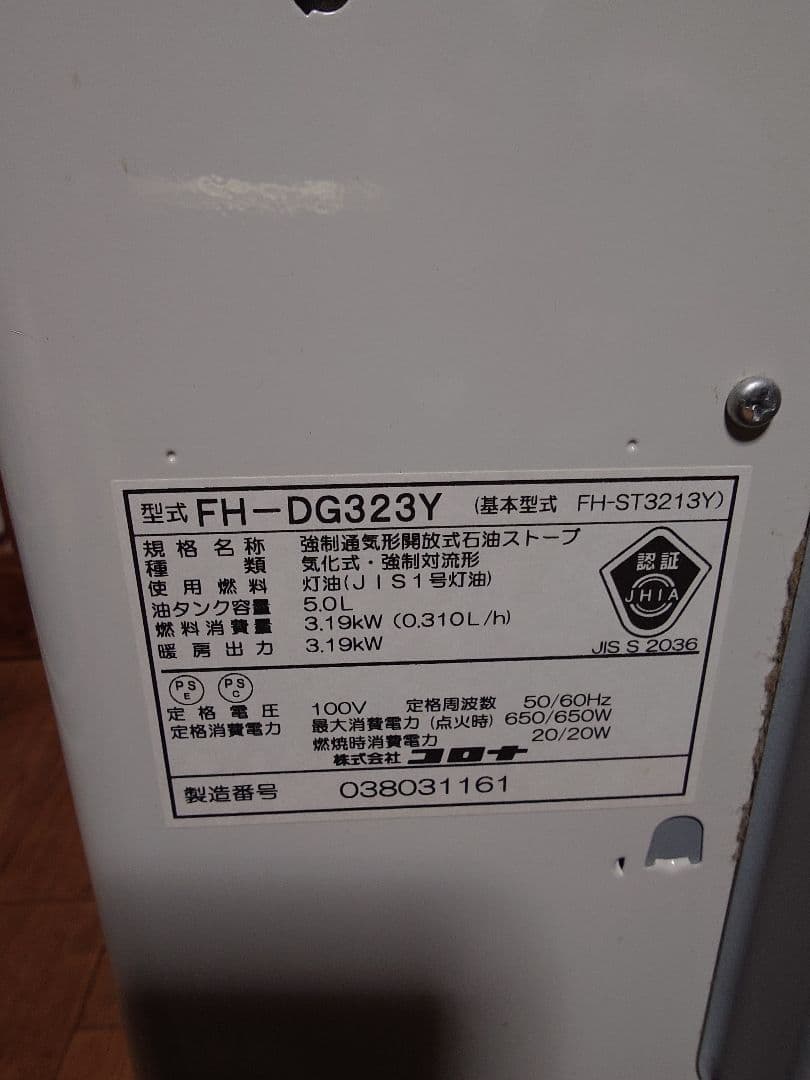 型式 FH-DG323Y (基本型式 FH-ST3213Y)
規格名称 強制通気形開放式石油ストーブ
種類 気化式・強制対流形
使用燃料 灯油(JIS1号灯油)
油タンク容量 5.0L
燃料消費量 3.19kW (0.310L/h)
暖房出力 3.19kW
認証
JHIA
JIS S 2036
PS E PS C
定格電圧 100V 定格周波数 50/60Hz
定格消費電力 最大消費電力(点火時) 650/650W
燃焼時消費電力 20/20W
株式会社 コロナ
製造番号 038031161